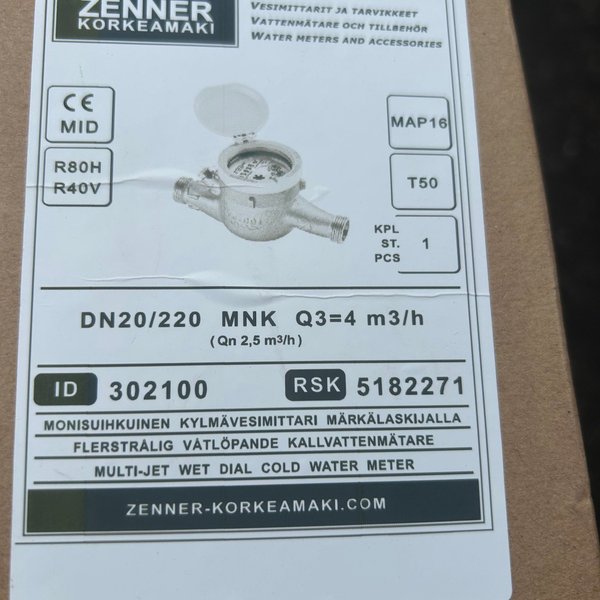 ZENNER
KORKEAMAKI
VESIMITTARIT JA TARVIKKEET
VATTENMÄTARE OCH TILLBEHÖR
WATER METERS AND ACCESSORIES
CE
MID
R80H
R40V
MAP16
T50
KPL
ST.
PCS
1
DN20/220 MNK Q3=4 m3/h
(Qn 2,5 m³/h)
ID 302100 RSK 5182271
MONISUIHKUINEN KYLMÄVESIMITTARI MÄRKÄLASKIJALLA
FLERSTRÅLIG VÅTLÖPANDE KALLVATTENMÄTARE
MULTI-JET WET DIAL COLD WATER METER
ZENNER-KORKEAMAKI.COM